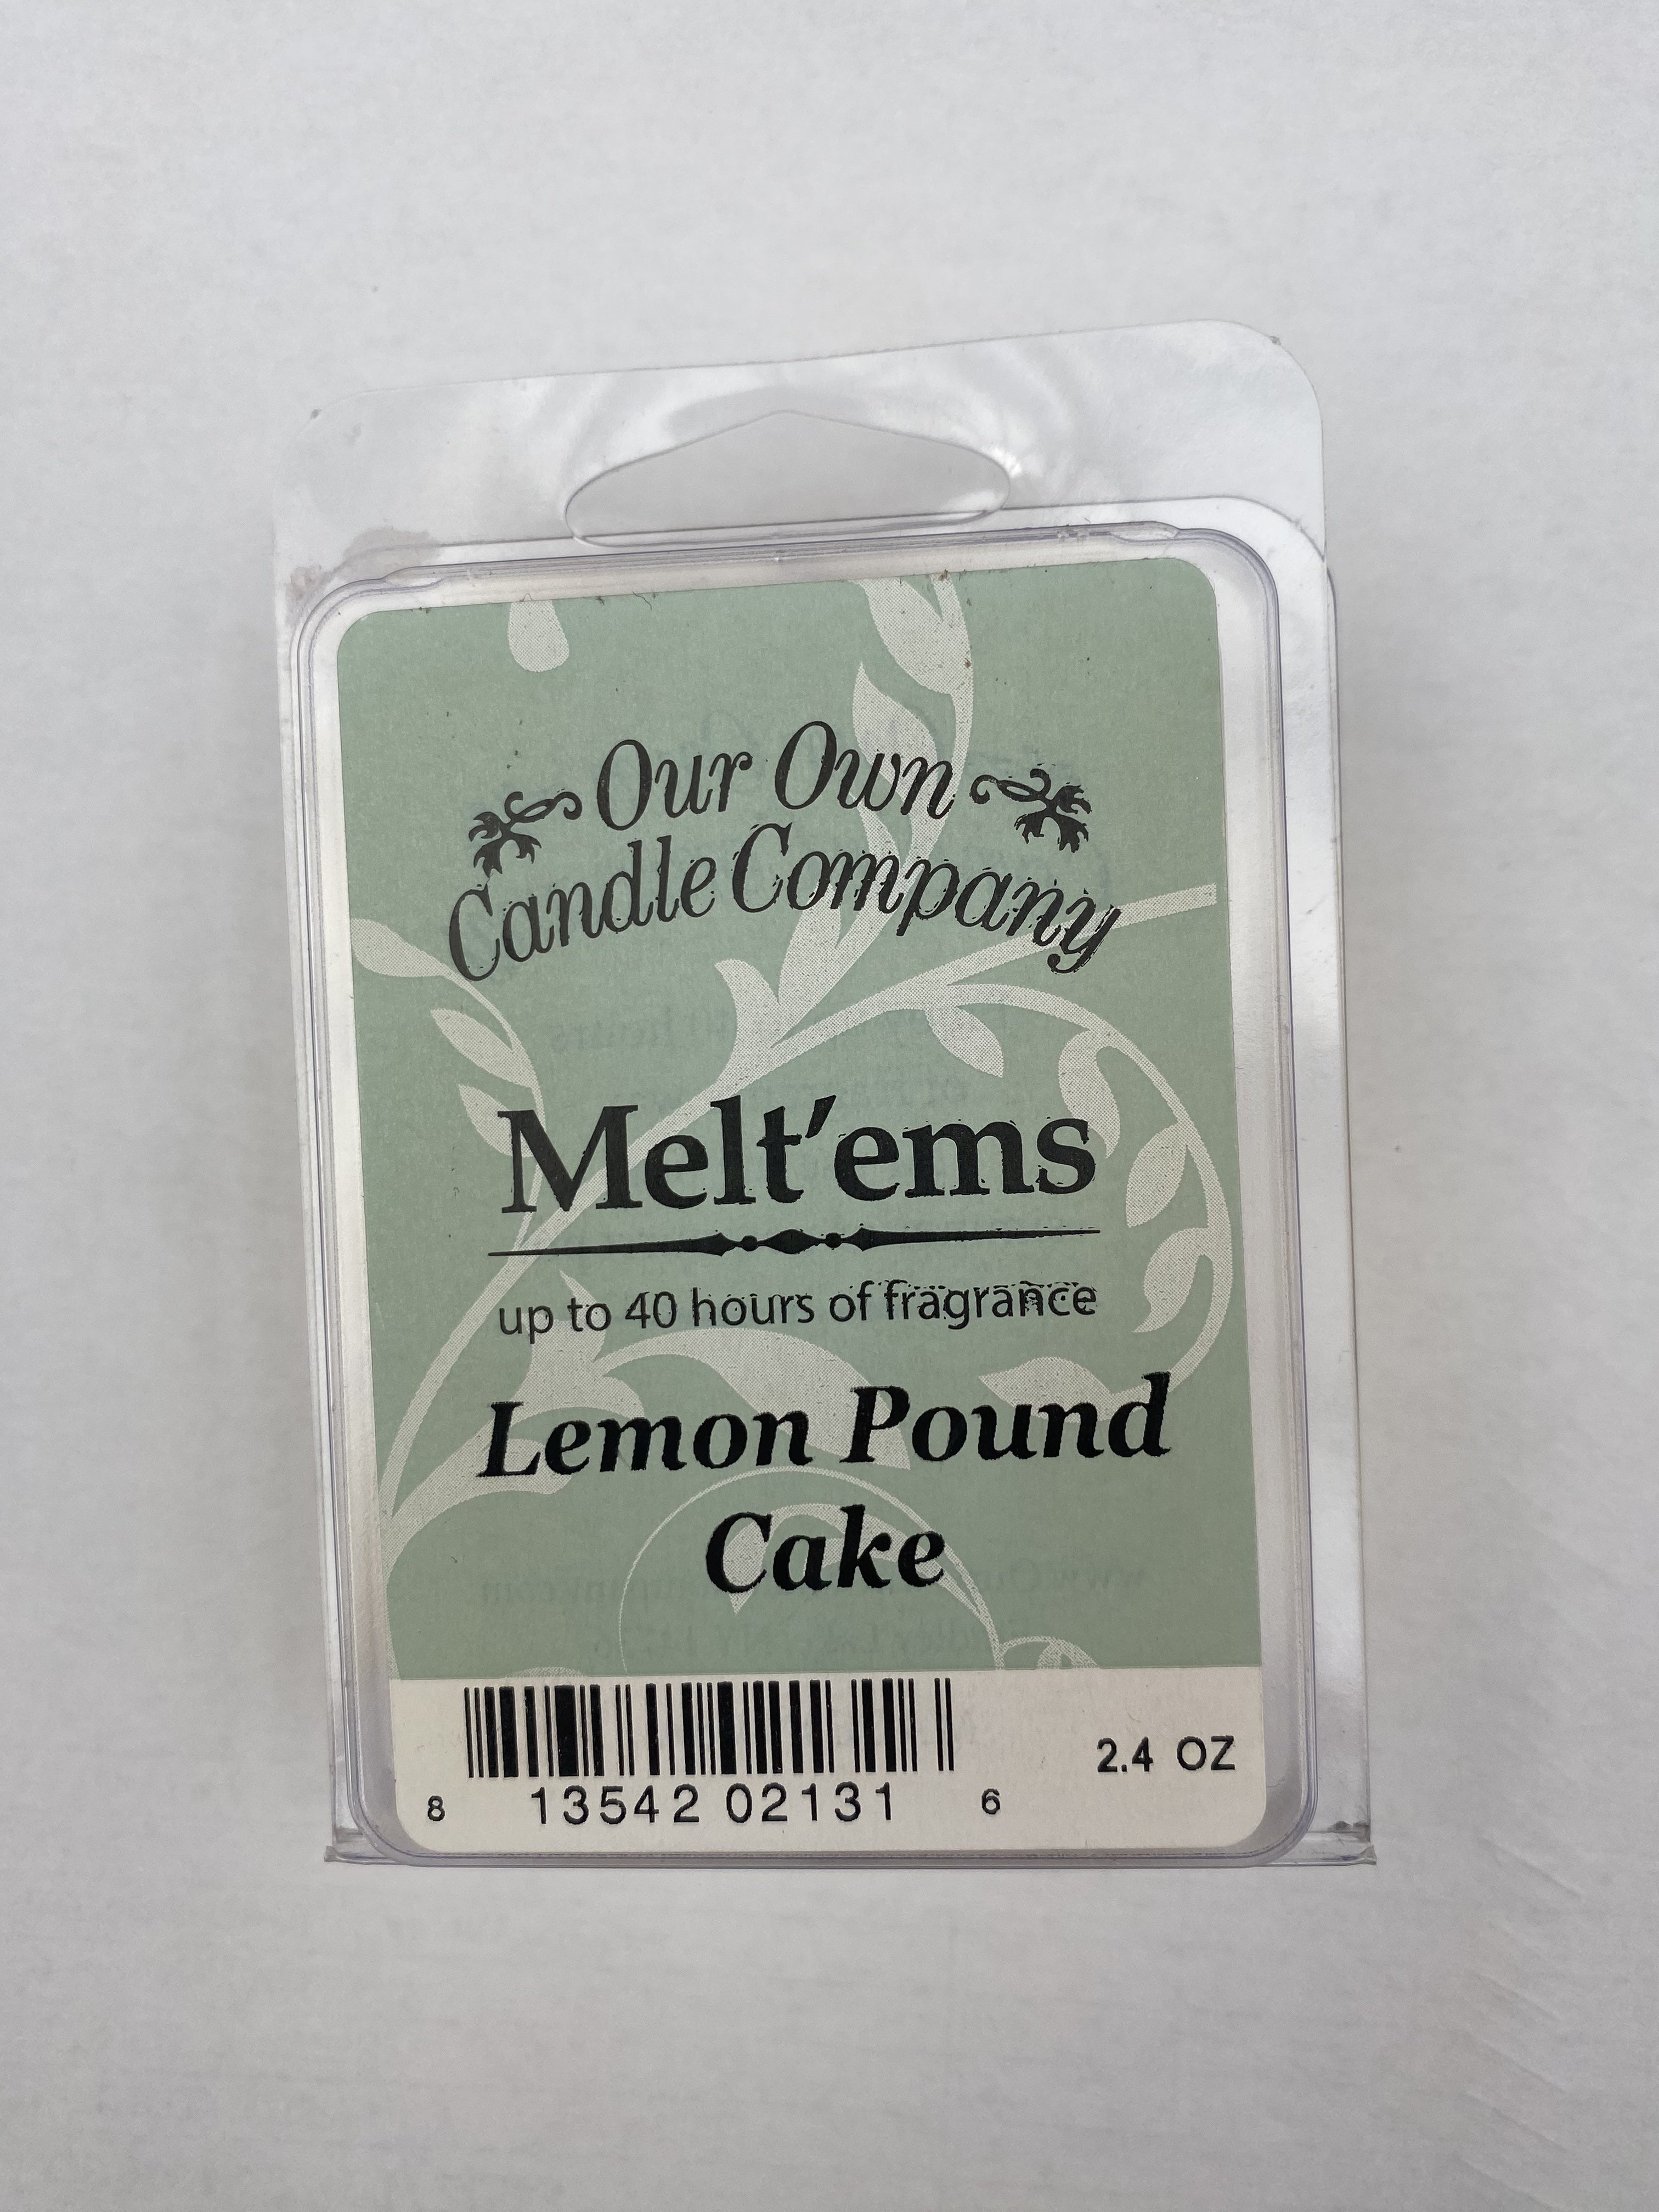 Our Own
Candle Company
Melt'ems
up to 40 hours of fragrance
Lemon Pound
Cake
8 13542 02131 6
2.4 OZ